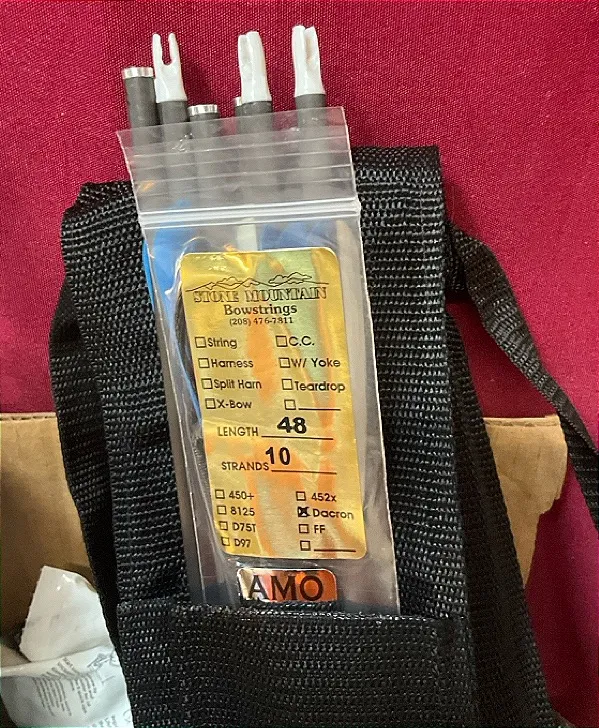 STONE MOUNTAIN
Bowstrings
(208) 476-7811
String C.C.
Harness W/ Yoke
Split Harn Teardrop
X-Bow
LENGTH 48
STRANDS 10
450+ 452x
8125 Dacron
D75T FF
D97
AMO